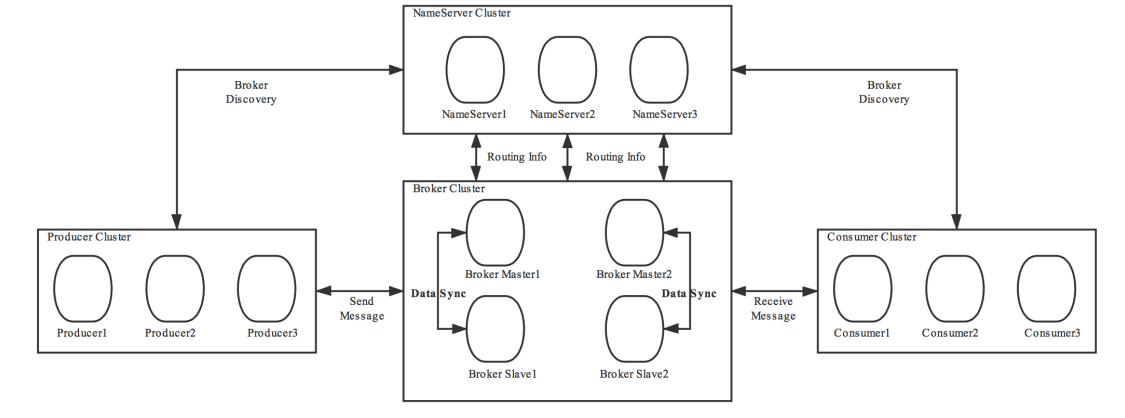 NameServer Cluster
NameServer1
NameServer2
NameServer3
Broker
Discovery
Broker
Discovery
Routing Info
Routing Info
Broker Cluster
Broker Master1
Broker Master2
Data Sync
Data Sync
Broker Slave1
Broker Slave2
Producer Cluster
Producer1
Producer2
Producer3
Send
Message
Receive
Message
Consumer Cluster
Consumer1
Consumer2
Consumer3